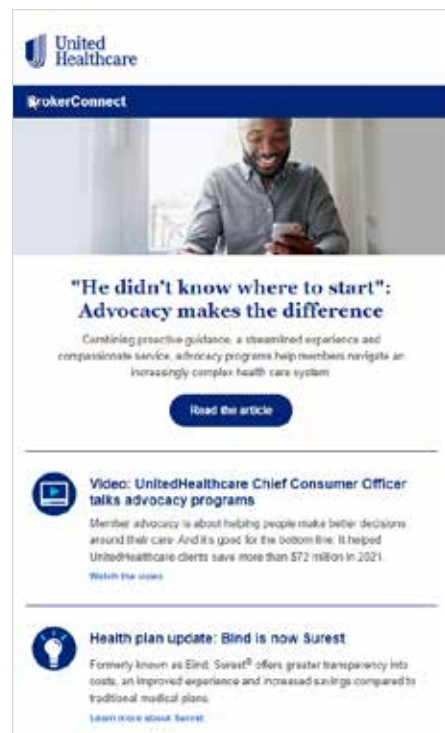 United
Healthcare
BrokerConnect
"He didn't know where to start":
Advocacy makes the difference
Combining proactive guidance, a streamlined experience and
compassionate service, advocacy programs help members navigate an
increasingly complex health care system
Read the article
Video: UnitedHealthcare Chief Consumer Officer
talks advocacy programs
Member advocacy is about helping people make better decisions
around their care. And it's good for the bottom line. It helped
UnitedHealthcare clients save more than $72 million in 2021.
Watch the video
Health plan update: Bind is now Surest
Formerly known as Bind, Surest® offers greater transparency into
costs, an improved experience and increased savings compared to
traditional medical plans.
Learn more about Surest